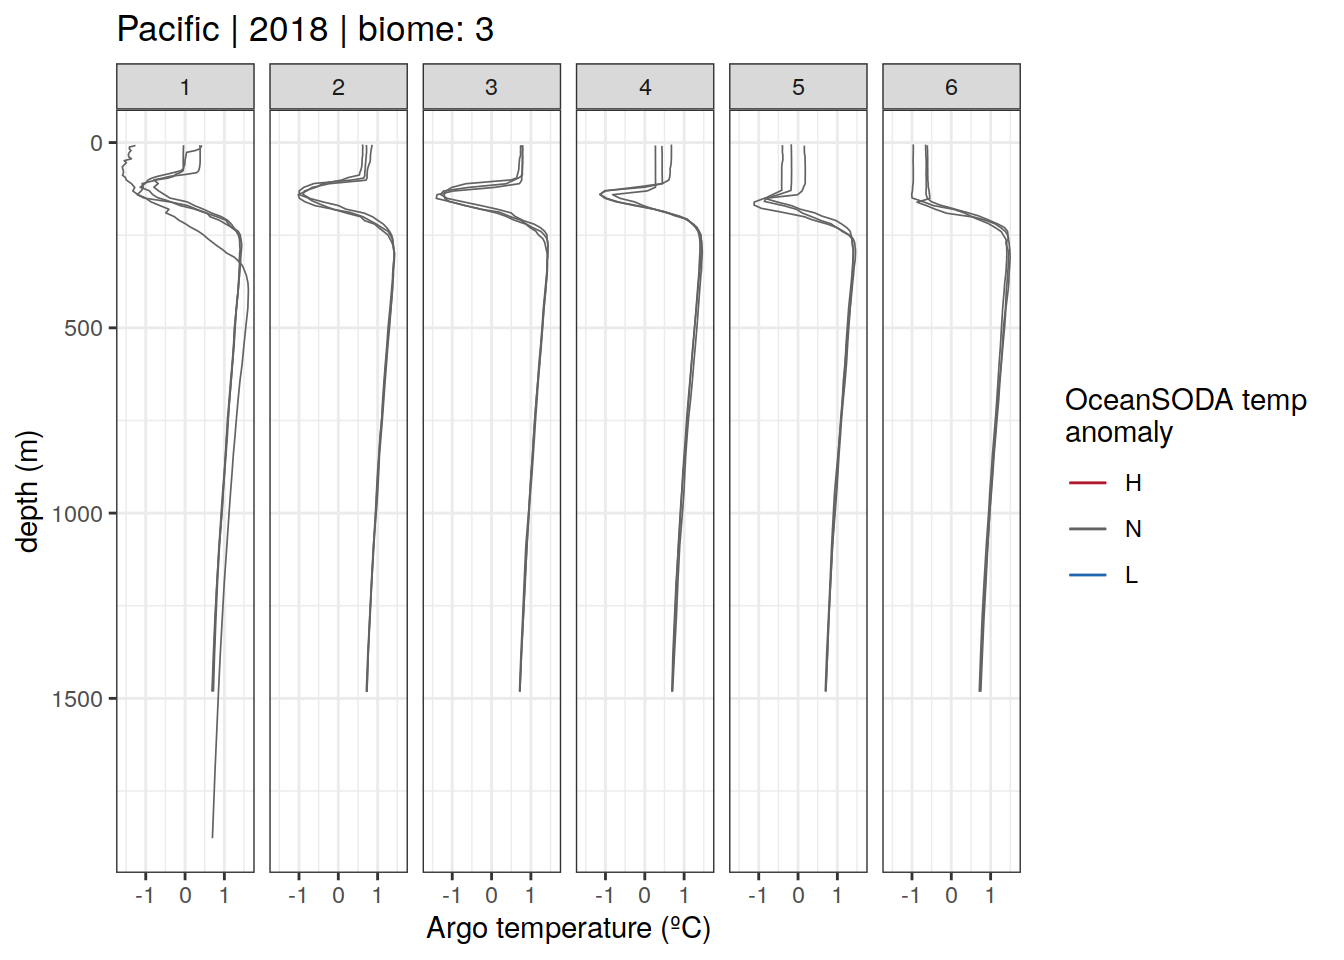 Pacific | 2018 | biome: 3
1 2 3 4 5 6
0
500
1000
1500
depth (m)
-1 0 1 -1 0 1 -1 0 1 -1 0 1 -1 0 1 -1 0 1
Argo temperature (ºC)
OceanSODA temp
anomaly
H
N
L